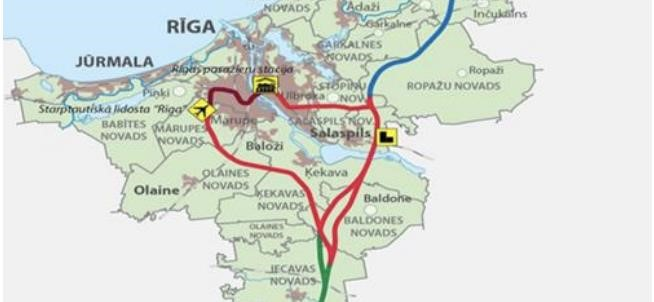 NOVADS
Ādaži
Inčukalns
Garkalne
RĪGA
GARKALNES
NOVADS
JŪRMALA
Rīgas pasažieru stacija
Ropaži
Piņķi
Ulbroka
STOPIŅU
NOV.
ROPAŽU NOVADS
Starptautiskā lidosta "Rīga"
BABĪTES
NOVADS
MĀRUPES
NOVADS
Mārupe
SALASPILS NOV.
Salaspils
Baloži
Olaine
OLAINES
NOVADS
Ķekava
ĶEKAVAS
NOVADS
Baldone
BALDONES
NOVADS
OLAINES
NOVADS
IECAVAS
NOVADS